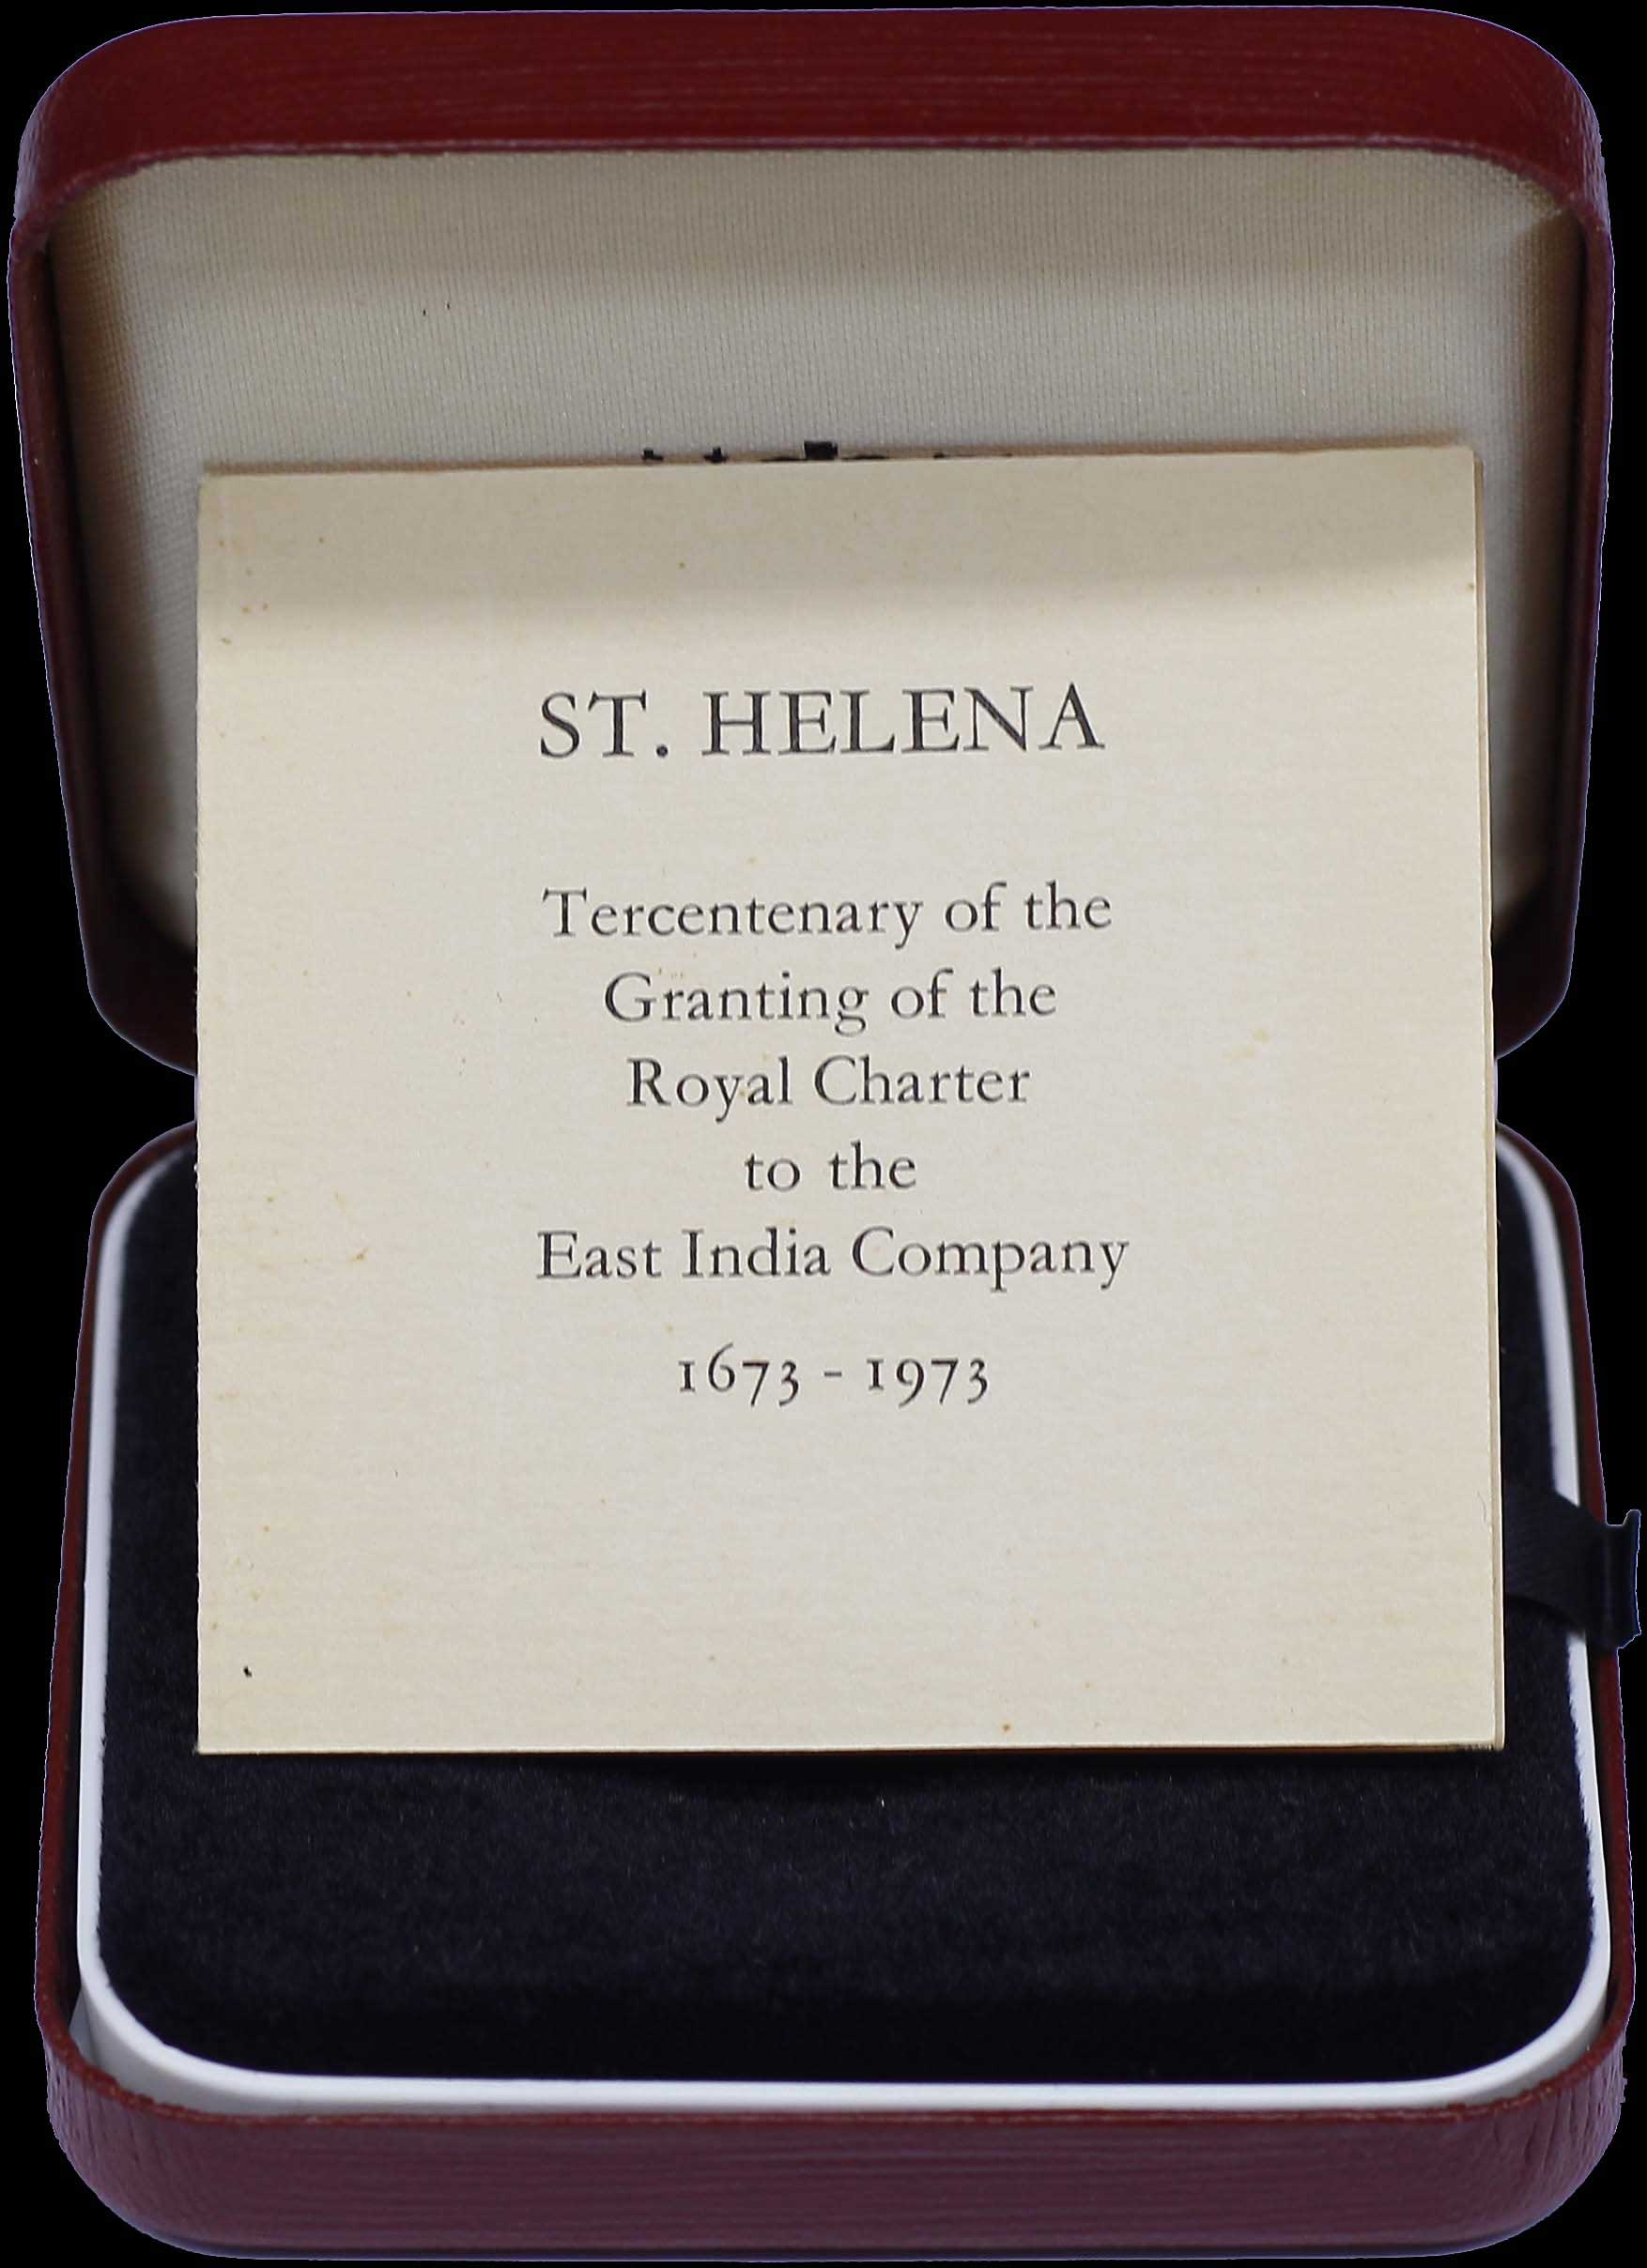 ST. HELENA
Tercentenary of the
Granting of the
Royal Charter
to the
East India Company
1673 - 1973